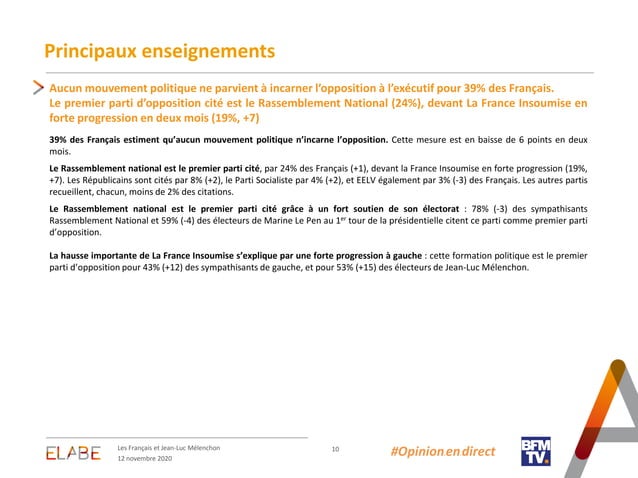 Principaux enseignements
Aucun mouvement politique ne parvient à incarner l'opposition à l'exécutif pour 39% des Français.
Le premier parti d'opposition cité est le Rassemblement National (24%), devant La France Insoumise en
forte progression en deux mois (19%, +7)
39% des Français estiment qu'aucun mouvement politique n'incarne l'opposition. Cette mesure est en baisse de 6 points en deux
mois.
Le Rassemblement national est le premier parti cité, par 24% des Français (+1), devant la France Insoumise en forte progression (19%,
+7). Les Républicains sont cités par 8% (+2), le Parti Socialiste par 4% (+2), et EELV également par 3% (-3) des Français. Les autres partis
recueillent, chacun, moins de 2% des citations.
Le Rassemblement national est le premier parti cité grâce à un fort soutien de son électorat : 78% (-3) des sympathisants
Rassemblement National et 59% (-4) des électeurs de Marine Le Pen au 1er tour de la présidentielle citent ce parti comme premier parti
d'opposition.
La hausse importante de La France Insoumise s'explique par une forte progression à gauche : cette formation politique est le premier
parti d'opposition pour 43% (+12) des sympathisants de gauche, et pour 53% (+15) des électeurs de Jean-Luc Mélenchon.
ELABE
Les Français et Jean-Luc Mélenchon
12 novembre 2020
10
#Opinionendirect
BFM
TV.